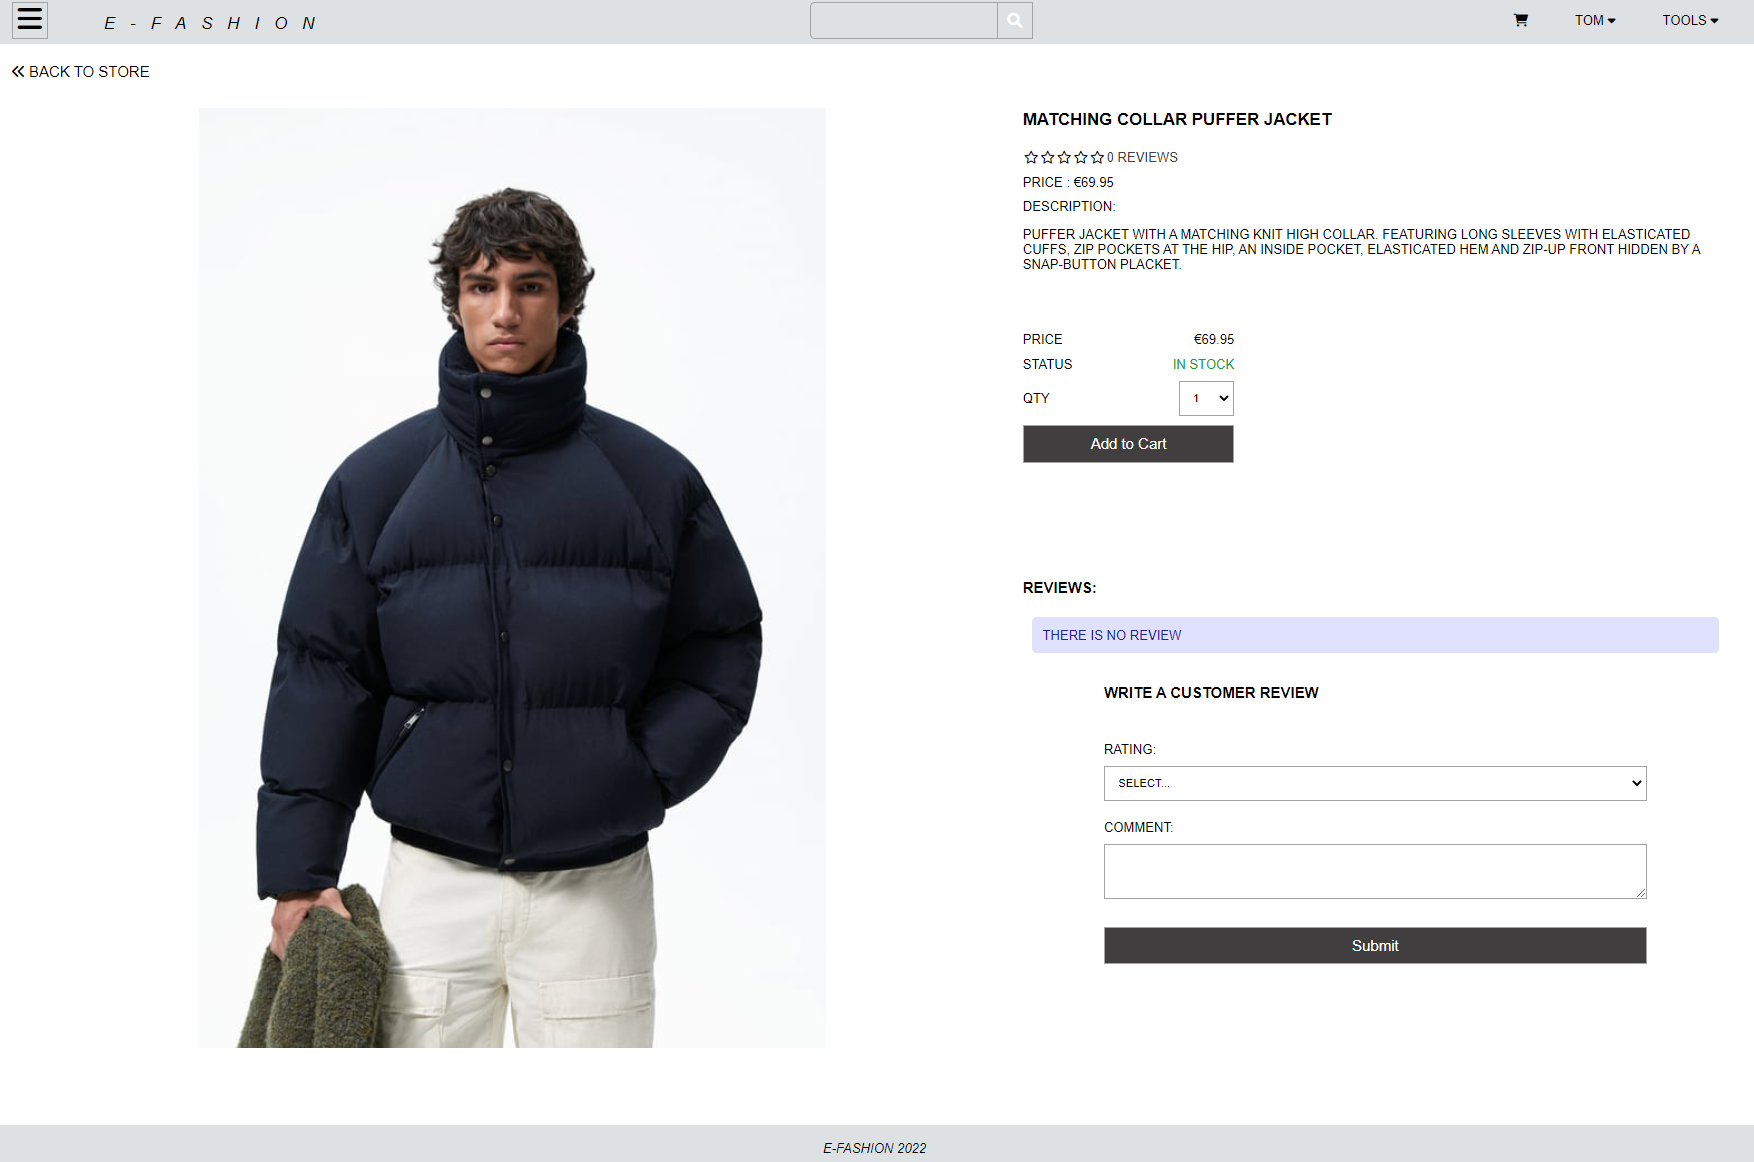 E - F A S H I O N
TOM
TOOLS
BACK TO STORE
MATCHING COLLAR PUFFER JACKET
0 REVIEWS
PRICE : €69.95
DESCRIPTION:
PUFFER JACKET WITH A MATCHING KNIT HIGH COLLAR. FEATURING LONG SLEEVES WITH ELASTICATED
CUFFS, ZIP POCKETS AT THE HIP, AN INSIDE POCKET, ELASTICATED HEM AND ZIP-UP FRONT HIDDEN BY A
SNAP-BUTTON PLACKET.
PRICE €69.95
STATUS IN STOCK
QTY 1
Add to Cart
REVIEWS:
THERE IS NO REVIEW
WRITE A CUSTOMER REVIEW
RATING:
SELECT...
COMMENT:
Submit
E-FASHION 2022